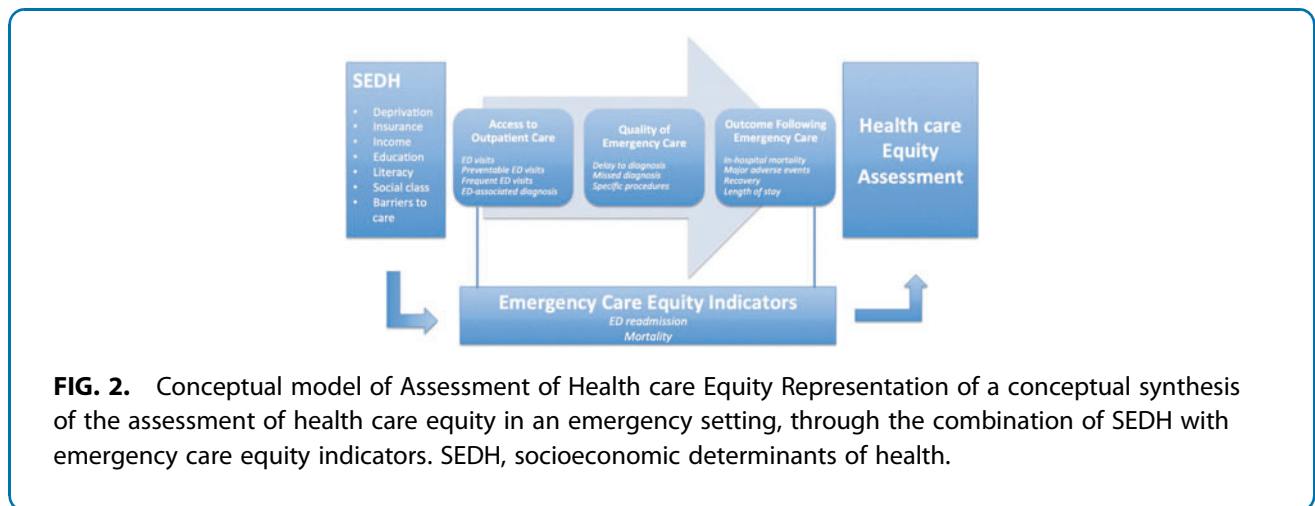 SEDH
• Deprivation
• Insurance
• Income
• Education
• Literacy
• Social class
• Barriers to
care
Access to
Outpatient Care
ED visits
Preventable ED visits
Frequent ED visits
ED-associated diagnosis
Quality of
Emergency Care
Delay to diagnosis
Missed diagnosis
Specific procedures
Outcome Following
Emergency Care
In-hospital mortality
Major adverse events
Recovery
Length of stay
Health care
Equity
Assessment
Emergency Care Equity Indicators
ED readmission
Mortality
FIG. 2. Conceptual model of Assessment of Health care Equity Representation of a conceptual synthesis
of the assessment of health care equity in an emergency setting, through the combination of SEDH with
emergency care equity indicators. SEDH, socioeconomic determinants of health.